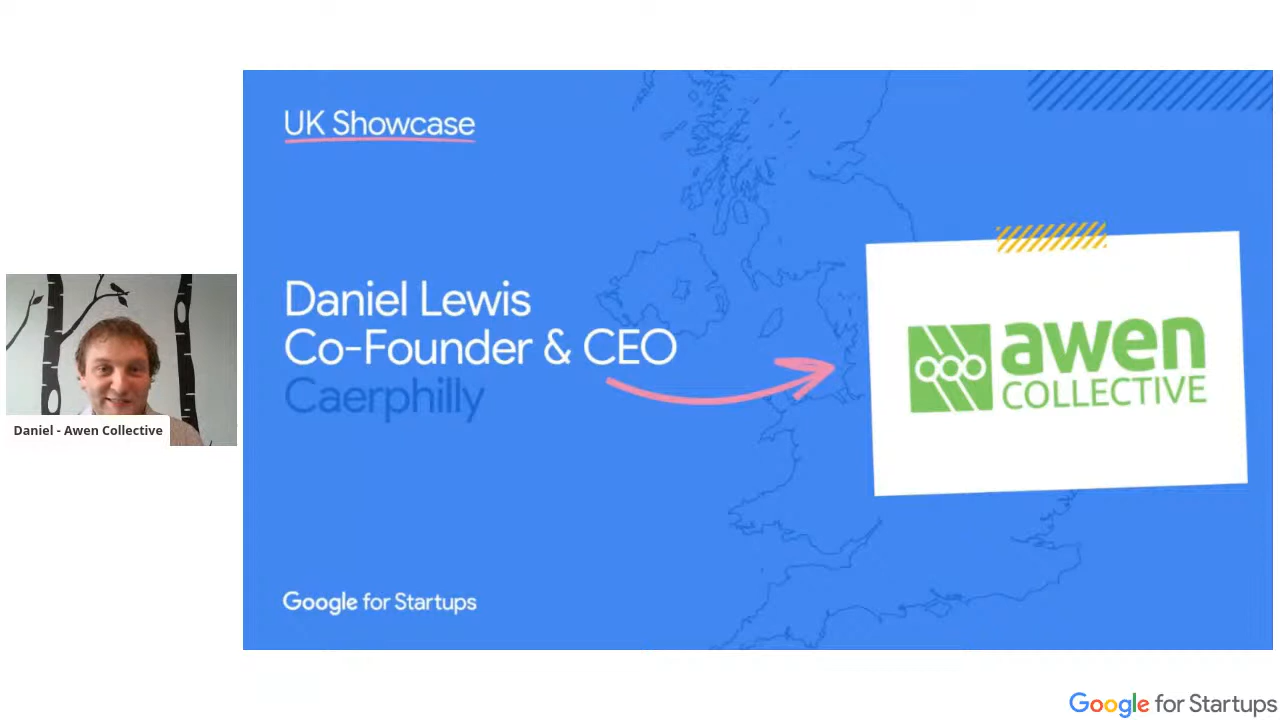 UK Showcase
Daniel Lewis
Co-Founder & CEO
Caerphilly
awen
COLLECTIVE
Daniel - Awen Collective
Google for Startups
Google for Startups